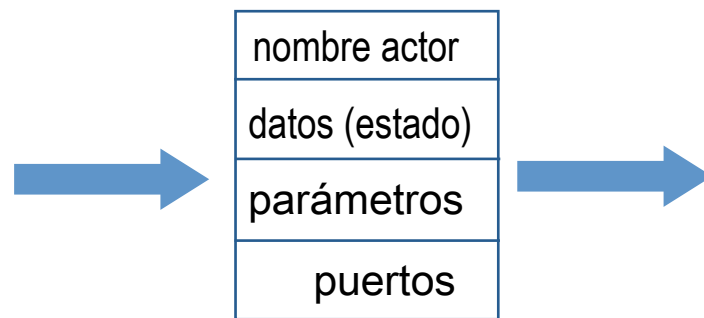 nombre actor
datos (estado)
parámetros
puertos